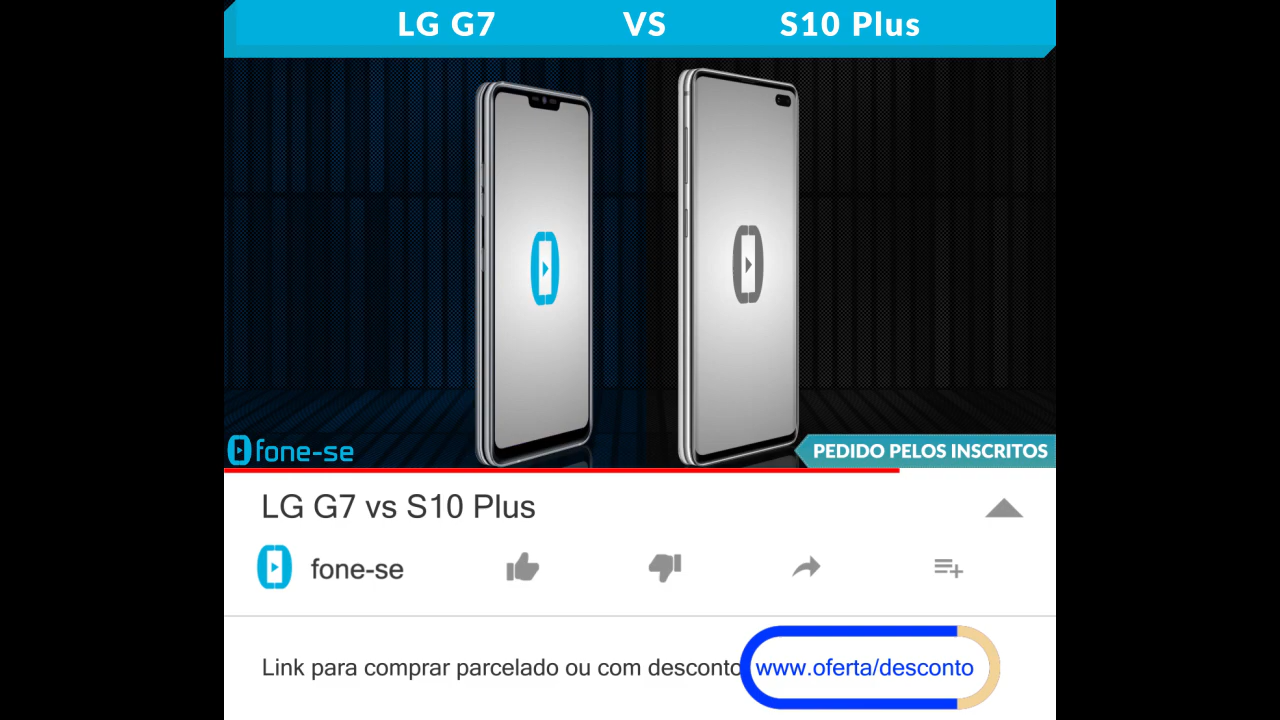 LG G7 VS S10 Plus
fone-se
PEDIDO PELOS INSCRITOS
LG G7 vs S10 Plus
fone-se
Link para comprar parcelado ou com desconto www.oferta/desconto